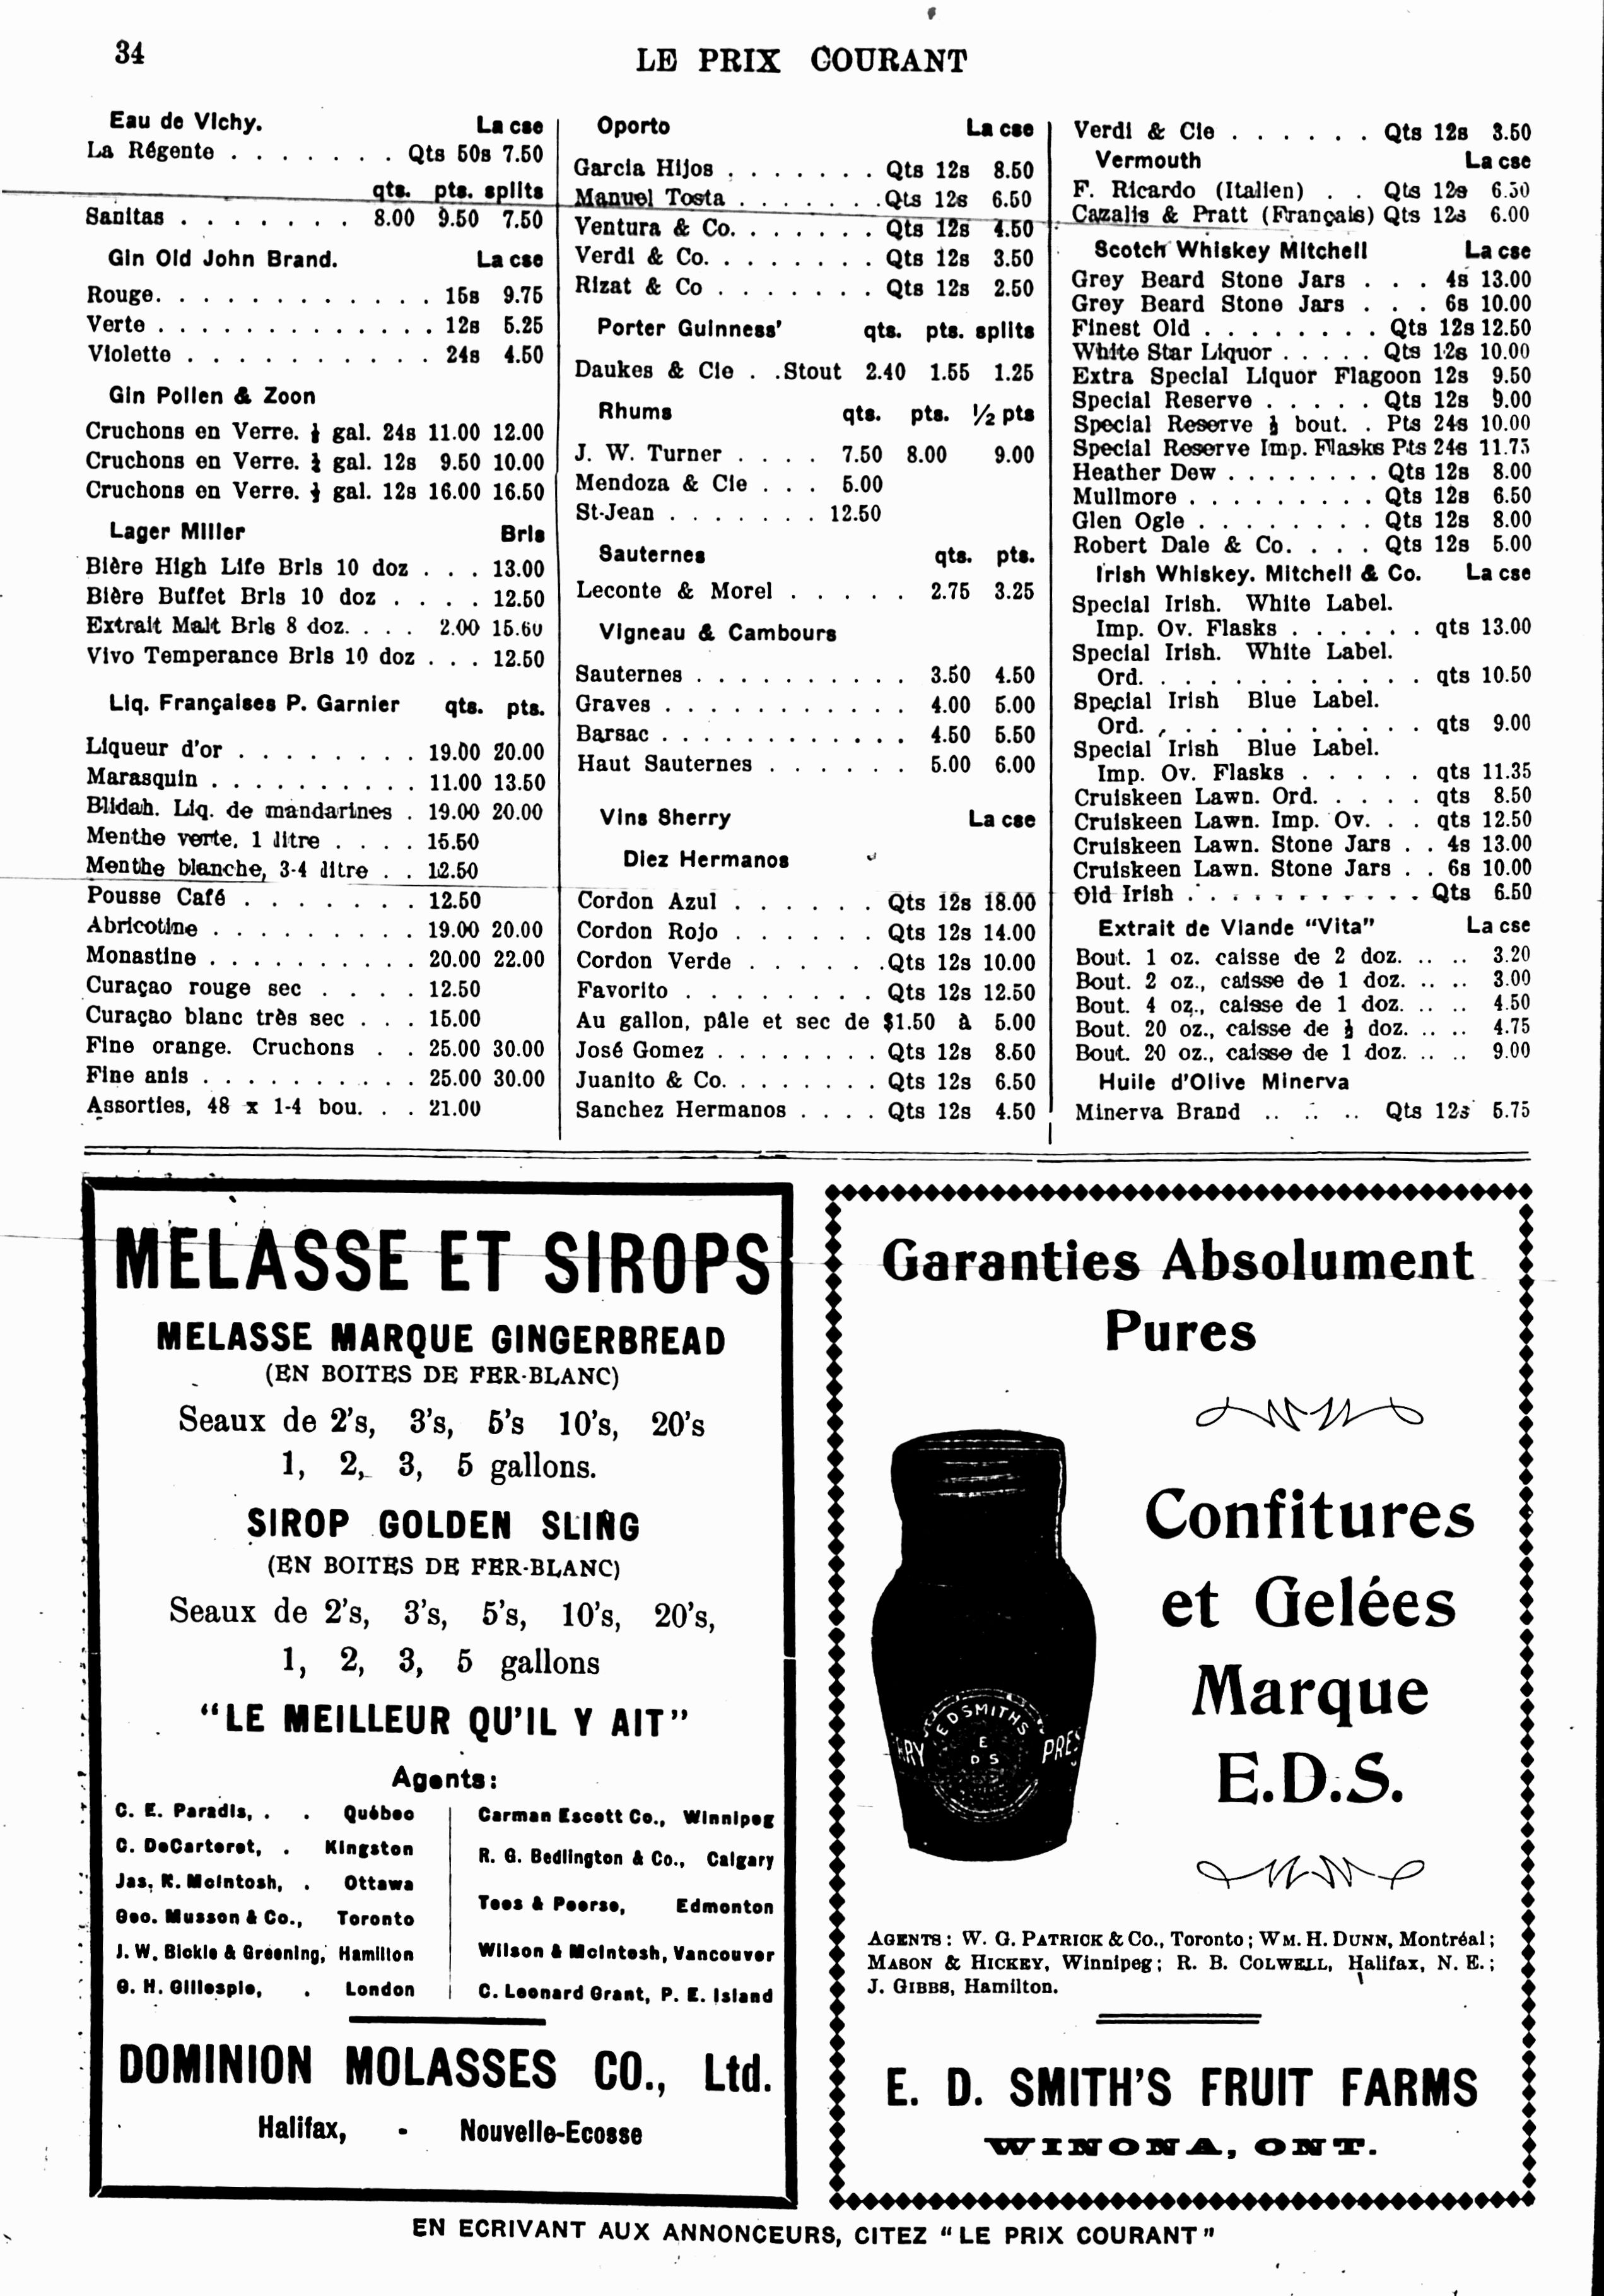 34
LE PRIX COURANT
Eau de Vichy. La cse
La Régente . . . . . . . Qts 50s 7.50
qts. pts. splits
Sanitas . . . . . . . 8.00 9.50 7.50
Gin Old John Brand. La cse
Rouge. . . . . . . . . . . . . 15s 9.75
Verte . . . . . . . . . . . . . 12s 5.25
Violette . . . . . . . . . . . 24s 4.50
Gin Pollen & Zoon
Cruchons en Verre. gal. 24s 11.00 12.00
Cruchons en Verre. gal. 12s 9.50 10.00
Cruchons en Verre. gal. 12s 16.00 16.50
Lager Miller Brls
Bière High Life Brls 10 doz . . . 13.00
Bière Buffet Brls 10 doz . . . . 12.50
Extrait Malt Brls 8 doz. . . . 2.00 15.60
Vivo Temperance Brls 10 doz . . . 12.50
Liq. Françaises P. Garnier qts. pts.
Liqueur d'or . . . . . . . . 19.00 20.00
Marasquin . . . . . . . . . . 11.00 13.50
Blidah. Liq. de mandarines . 19.00 20.00
Menthe verte, 1 litre . . . . 15.50
Menthe blanche, 3-4 litre . . 12.50
Pousse Café . . . . . . . 12.50
Abricotine . . . . . . . . . 19.00 20.00
Monastine . . . . . . . . . . 20.00 22.00
Curaçao rouge sec . . . . 12.50
Curaçao blanc très sec . . . 15.00
Fine orange. Cruchons . . 25.00 30.00
Fine anis . . . . . . . . . . 25.00 30.00
Assorties, 48 x 1-4 bou. . . 21.00
Oporto La cse
Garcia Hijos . . . . . . . Qts 12s 8.50
Manuel Tosta . . . . . . . Qts 12s 6.50
Ventura & Co. . . . . . . Qts 12s 4.50
Verdi & Co. . . . . . . . Qts 12s 3.50
Rizat & Co . . . . . . . Qts 12s 2.50
Porter Guinness' qts. pts. splits
Daukes & Cie . .Stout 2.40 1.55 1.25
Rhums qts. pts. ½ pts
J. W. Turner . . . . 7.50 8.00 9.00
Mendoza & Cie . . . 5.00
St-Jean . . . . . . . 12.50
Sauternes qts. pts.
Leconte & Morel . . . . . 2.75 3.25
Vigneau & Cambours
Sauternes . . . . . . . . . . 3.50 4.50
Graves . . . . . . . . . . . 4.00 5.00
Barsac . . . . . . . . . . . . 4.50 5.50
Haut Sauternes . . . . . . 5.00 6.00
Vins Sherry La cse
Diez Hermanos
Cordon Azul . . . . . . Qts 12s 18.00
Cordon Rojo . . . . . . Qts 12s 14.00
Cordon Verde . . . . . . Qts 12s 10.00
Favorito . . . . . . . . Qts 12s 12.50
Au gallon, pâle et sec de $1.50 à 5.00
José Gomez . . . . . . . . Qts 12s 8.50
Juanito & Co. . . . . . . . Qts 12s 6.50
Sanchez Hermanos . . . . Qts 12s 4.50
Verdi & Cie . . . . . . Qts 12s 3.50
Vermouth La cse
F. Ricardo (Italien) . . Qts 12s 6.50
Cazalis & Pratt (Français) Qts 12s 6.00
Scotch Whiskey Mitchell La cse
Grey Beard Stone Jars . . . 4s 13.00
Grey Beard Stone Jars . . . 6s 10.00
Finest Old . . . . . . . . Qts 12s 12.50
White Star Liquor . . . . . Qts 12s 10.00
Extra Special Liquor Flagoon 12s 9.50
Special Reserve . . . . . Qts 12s 9.00
Special Reserve ½ bout. . Pts 24s 10.00
Special Reserve Imp. Flasks Pts 24s 11.75
Heather Dew . . . . . . . . Qts 12s 8.00
Mullmore . . . . . . . . . Qts 12s 6.50
Glen Ogle . . . . . . . . . Qts 12s 8.00
Robert Dale & Co. . . . . Qts 12s 5.00
Irish Whiskey. Mitchell & Co. La cse
Special Irish. White Label.
Imp. Ov. Flasks . . . . . . qts 13.00
Special Irish. White Label.
Ord. . . . . . . . . . . . . qts 10.50
Special Irish Blue Label.
Ord. . . . . . . . . . . . . qts 9.00
Special Irish Blue Label.
Imp. Ov. Flasks . . . . . qts 11.35
Cruiskeen Lawn. Ord. . . . . qts 8.50
Cruiskeen Lawn. Imp. Ov. . . qts 12.50
Cruiskeen Lawn. Stone Jars . . 4s 13.00
Cruiskeen Lawn. Stone Jars . . 6s 10.00
Old Irish . . . . . . . . . . Qts 6.50
Extrait de Viande "Vita" La cse
Bout. 1 oz. caisse de 2 doz. .. .. 3.20
Bout. 2 oz., caisse de 1 doz. .. .. 3.00
Bout. 4 oz., caisse de 1 doz. .. .. 4.50
Bout. 20 oz., caisse de ½ doz. .. .. 4.75
Bout. 20 oz., caisse de 1 doz. .. .. 9.00
Huile d'Olive Minerva
Minerva Brand .. .. .. Qts 12s 5.75
MELASSE ET SIROPS
MELASSE MARQUE GINGERBREAD
(EN BOITES DE FER-BLANC)
Seaux de 2's, 3's, 5's 10's, 20's
1, 2, 3, 5 gallons.
SIROP GOLDEN SLING
(EN BOITES DE FER-BLANC)
Seaux de 2's, 3's, 5's, 10's, 20's,
1, 2, 3, 5 gallons
"LE MEILLEUR QU'IL Y AIT"
Agents:
C. E. Paradis, . . Québec
C. DeCarteret, . Kingston
Jas. K. McIntosh, . Ottawa
Geo. Musson & Co., Toronto
J. W. Bickle & Greening, Hamilton
G. H. Gillespie, . London
Carman Escott Co., Winnipeg
R. G. Bedlington & Co., Calgary
Tees & Peerse, Edmonton
Wilson & McIntosh, Vancouver
C. Leonard Grant, P. E. Island
DOMINION MOLASSES CO., Ltd.
Halifax, - Nouvelle-Ecosse
Garanties Absolument
Pures
Confitures
et Gelées
Marque
E.D.S.
E D SMITHS
E
D S
PRES
AGENTS: W. G. PATRICK & Co., Toronto; WM. H. DUNN, Montréal;
MASON & HICKEY, Winnipeg; R. B. COLWELL, Halifax, N. E.;
J. GIBBS, Hamilton.
E. D. SMITH'S FRUIT FARMS
WINONA, ONT.
EN ECRIVANT AUX ANNONCEURS, CITEZ "LE PRIX COURANT"